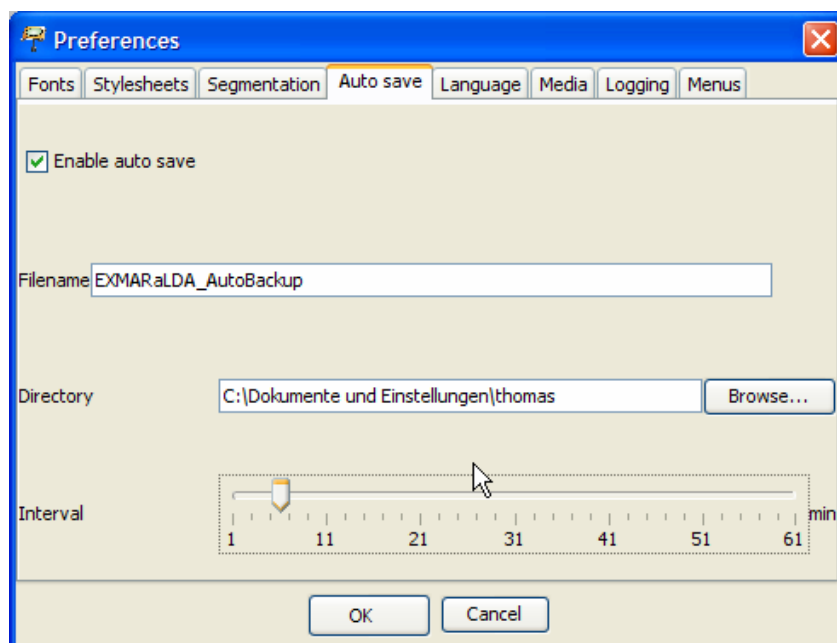 Preferences
Fonts Stylesheets Segmentation Auto save Language Media Logging Menus
Enable auto save
Filename EXMARaLDA_AutoBackup
Directory C:\Dokumente und Einstellungen\thomas Browse...
Interval min
1 11 21 31 41 51 61
OK Cancel